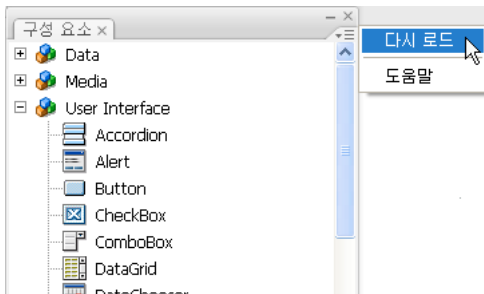 구성 요소 ×
다시 로드
도움말
Data
Media
User Interface
Accordion
Alert
Button
CheckBox
ComboBox
DataGrid
DateChooser